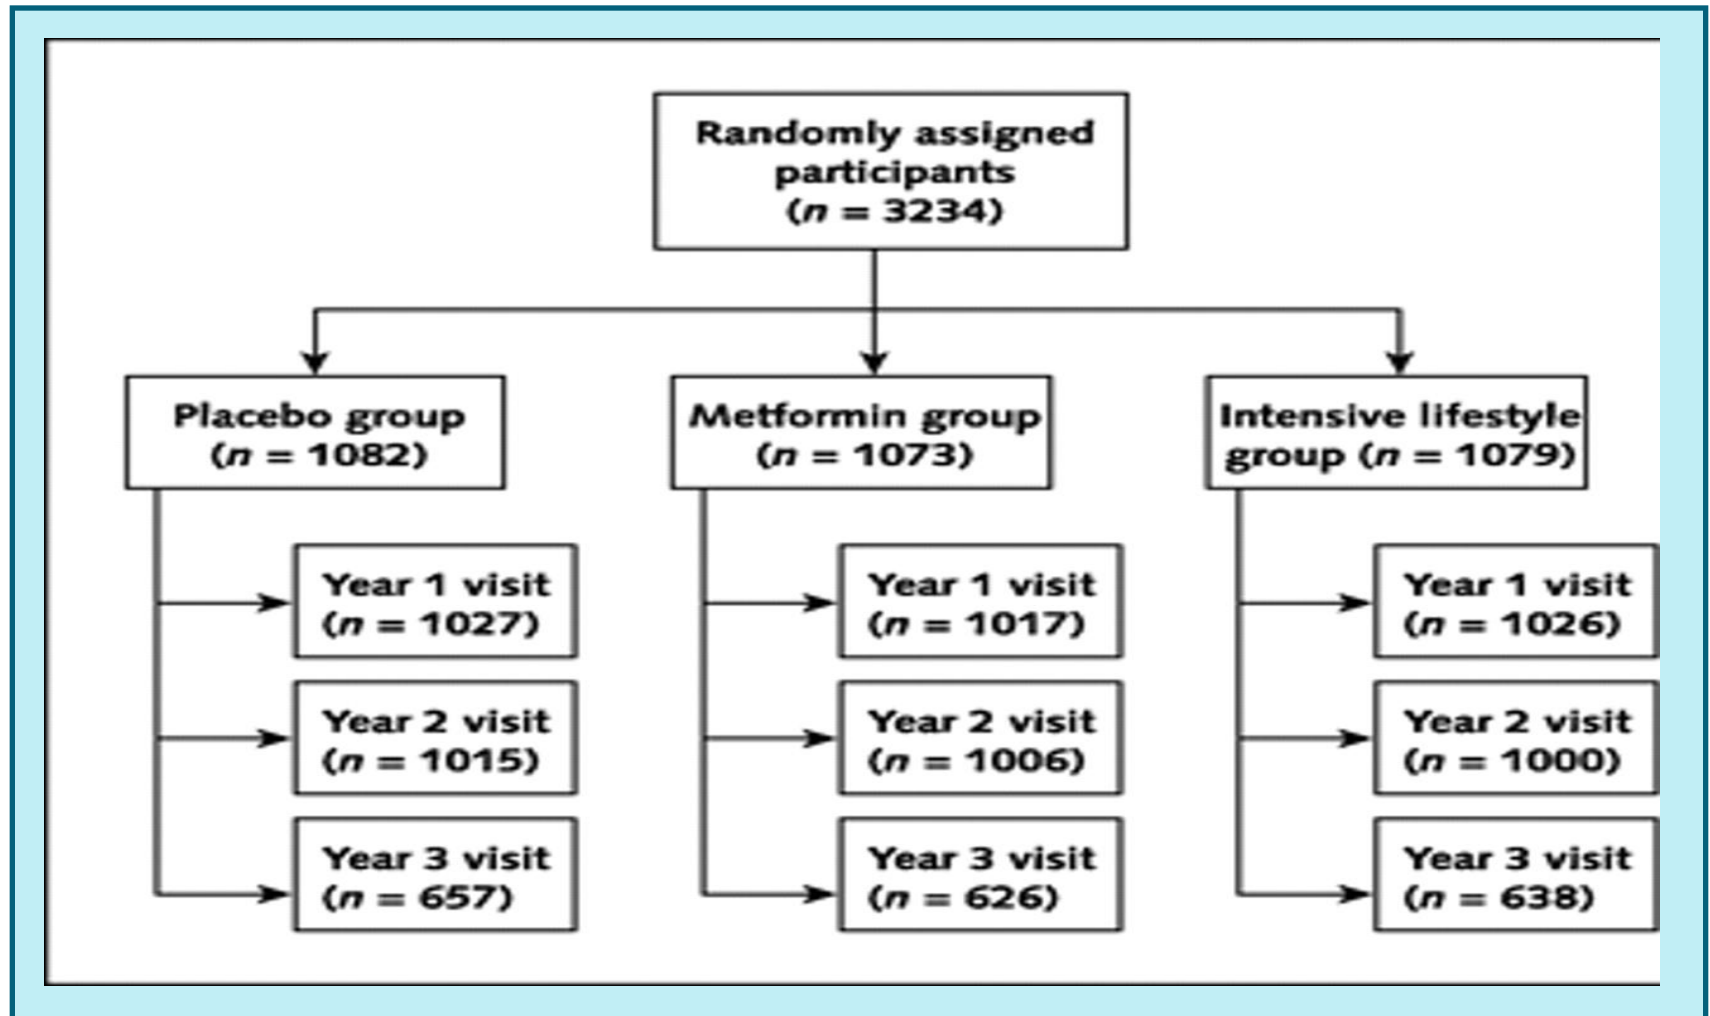 Randomly assigned
participants
(n = 3234)
Placebo group
(n = 1082)
Metformin group
(n = 1073)
Intensive lifestyle
group (n = 1079)
Year 1 visit
(n = 1027)
Year 2 visit
(n = 1015)
Year 3 visit
(n = 657)
Year 1 visit
(n = 1017)
Year 2 visit
(n = 1006)
Year 3 visit
(n = 626)
Year 1 visit
(n = 1026)
Year 2 visit
(n = 1000)
Year 3 visit
(n = 638)